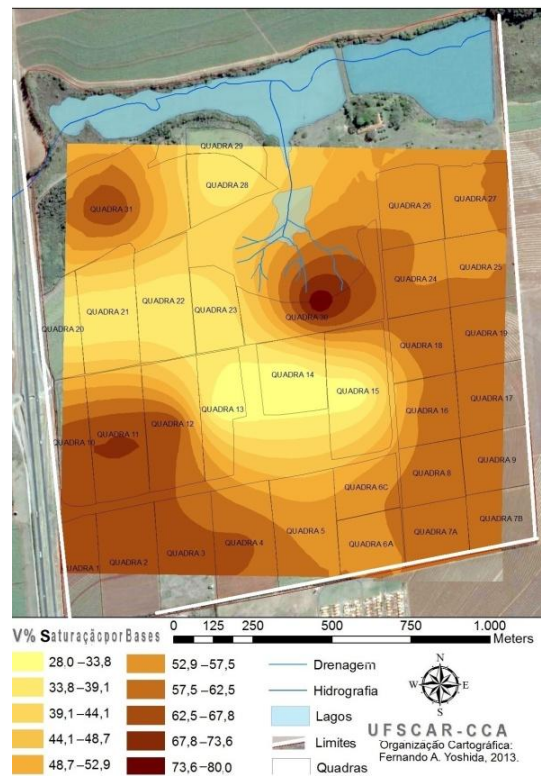 QUADRA 29
QUADRA 28
QUADRA 31
QUADRA 26
QUADRA 27
QUADRA 24
QUADRA 25
QUADRA 20
QUADRA 21
QUADRA 22
QUADRA 23
QUADRA 30
QUADRA 18
QUADRA 19
QUADRA 14
QUADRA 15
QUADRA 13
QUADRA 16
QUADRA 17
QUADRA 10
QUADRA 11
QUADRA 12
QUADRA 6C
QUADRA 8
QUADRA 9
QUADRA 1
QUADRA 2
QUADRA 3
QUADRA 4
QUADRA 5
QUADRA 6A
QUADRA 7A
QUADRA 7B
V% Saturação por Bases
0 125 250 500 750 1.000
Meters
28,0 – 33,8
33,8 – 39,1
39,1 – 44,1
44,1 – 48,7
48,7 – 52,9
52,9 – 57,5
57,5 – 62,5
62,5 – 67,8
67,8 – 73,6
73,6 – 80,0
Drenagem
Hidrografia
Lagos
Limites
Quadras
N
W E
S
UFSCAR-CCA
Organização Cartográfica:
Fernando A. Yoshida, 2013.